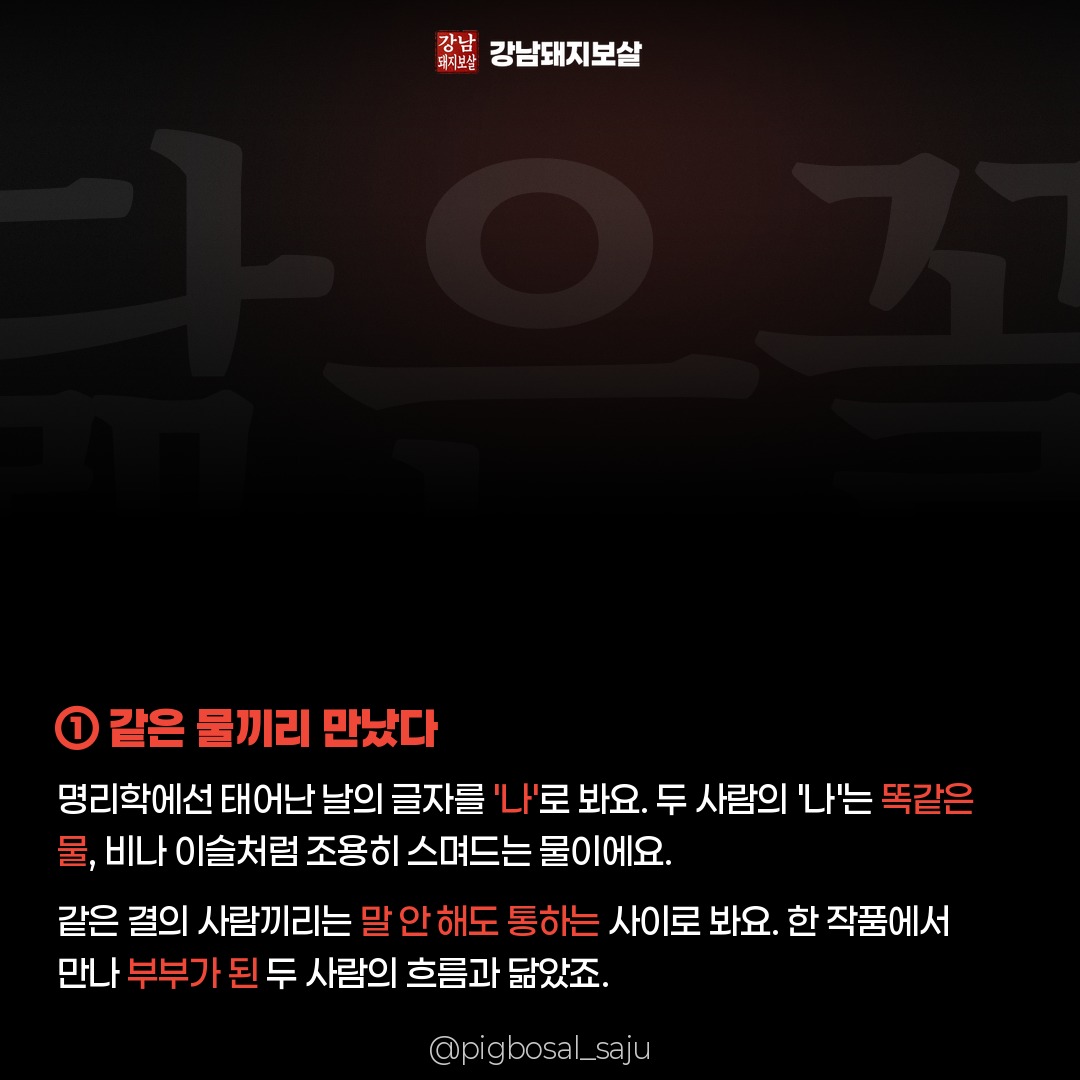 강남
돼지보살
강남돼지보살
닮은꼴
① 같은 물끼리 만났다
명리학에선 태어난 날의 글자를 '나'로 봐요. 두 사람의 '나'는 똑같은
물, 비나 이슬처럼 조용히 스며드는 물이에요.
같은 결의 사람끼리는 말 안 해도 통하는 사이로 봐요. 한 작품에서
만나 부부가 된 두 사람의 흐름과 닮았죠.
@pigbosal_saju